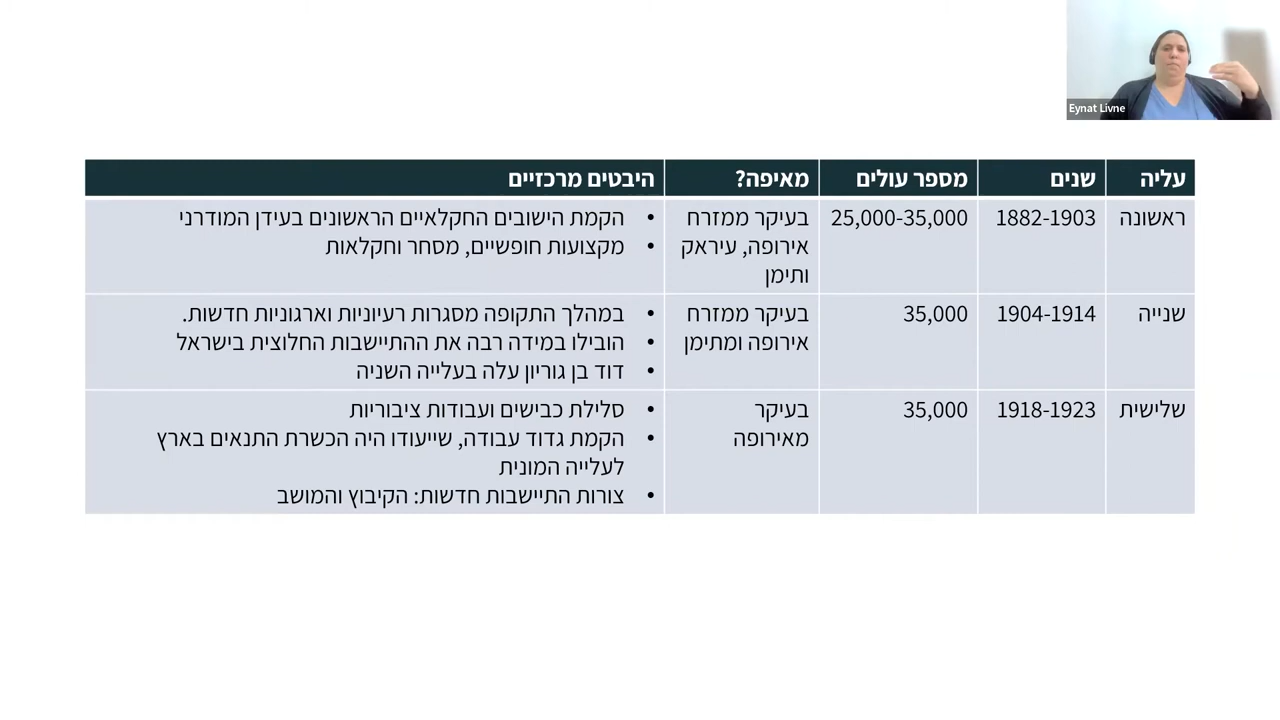 Eynat Livne
עליה
שנים
מספר עולים
מאיפה?
היבטים מרכזיים
ראשונה
1882-1903
25,000-35,000
בעיקר ממזרח
אירופה, עיראק
ותימן
• הקמת הישובים החקלאיים הראשונים בעידן המודרני
• מקצועות חופשיים, מסחר וחקלאות
שנייה
1904-1914
35,000
בעיקר ממזרח
אירופה ומתימן
• במהלך התקופה מסגרות רעיוניות וארגוניות חדשות.
• הובילו במידה רבה את ההתיישבות החלוצית בישראל
• דוד בן גוריון עלה בעלייה השניה
שלישית
1918-1923
35,000
בעיקר
מאירופה
• סלילת כבישים ועבודות ציבוריות
• הקמת גדוד עבודה, שייעודו היה הכשרת התנאים בארץ
לעלייה המונית
• צורות התיישבות חדשות: הקיבוץ והמושב